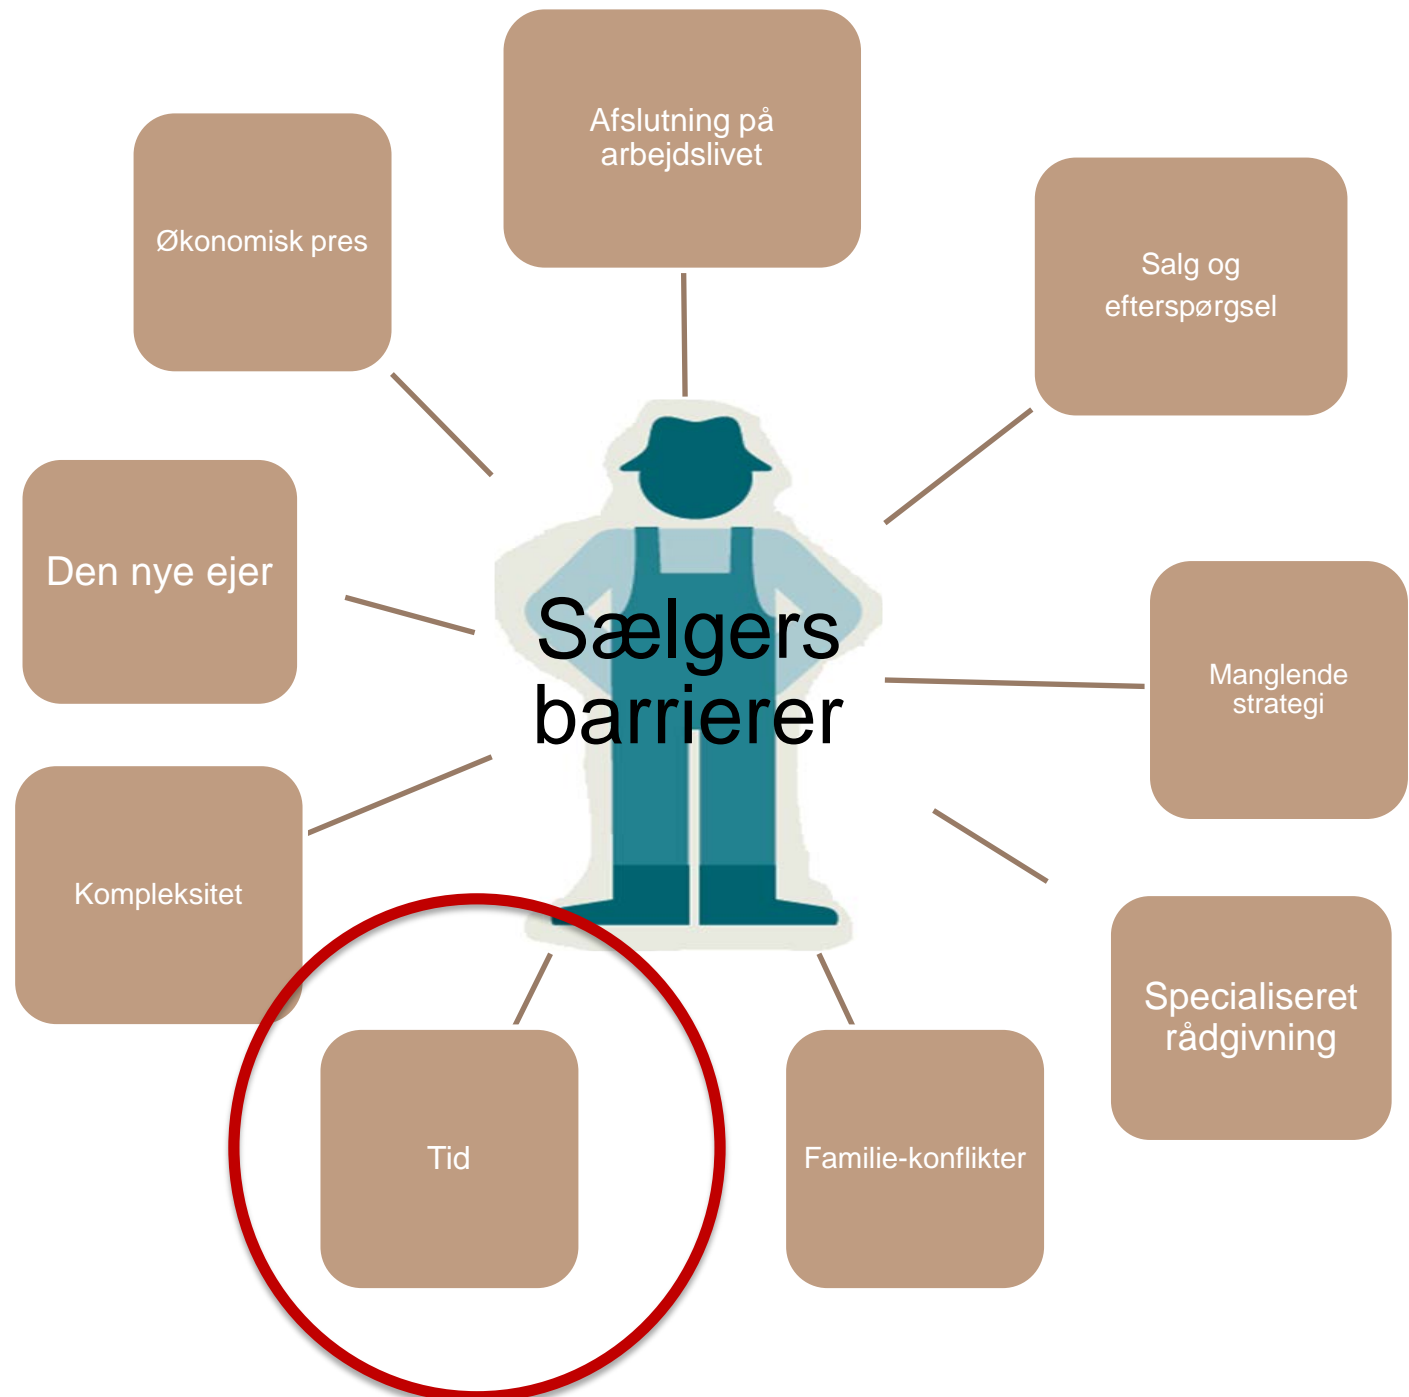 Afslutning på
arbejdslivet
Økonomisk pres
Salg og
efterspørgsel
Den nye ejer
Sælgers
barrierer
Manglende
strategi
Kompleksitet
Specialiseret
rådgivning
Tid
Familie-konflikter